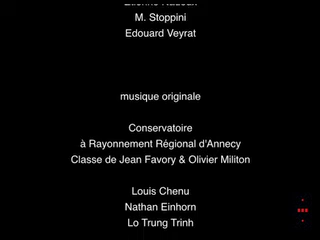 M. Stoppini
Edouard Veyrat
musique originale
Conservatoire
à Rayonnement Régional d'Annecy
Classe de Jean Favory & Olivier Militon
Louis Chenu
Nathan Einhorn
Lo Trung Trinh